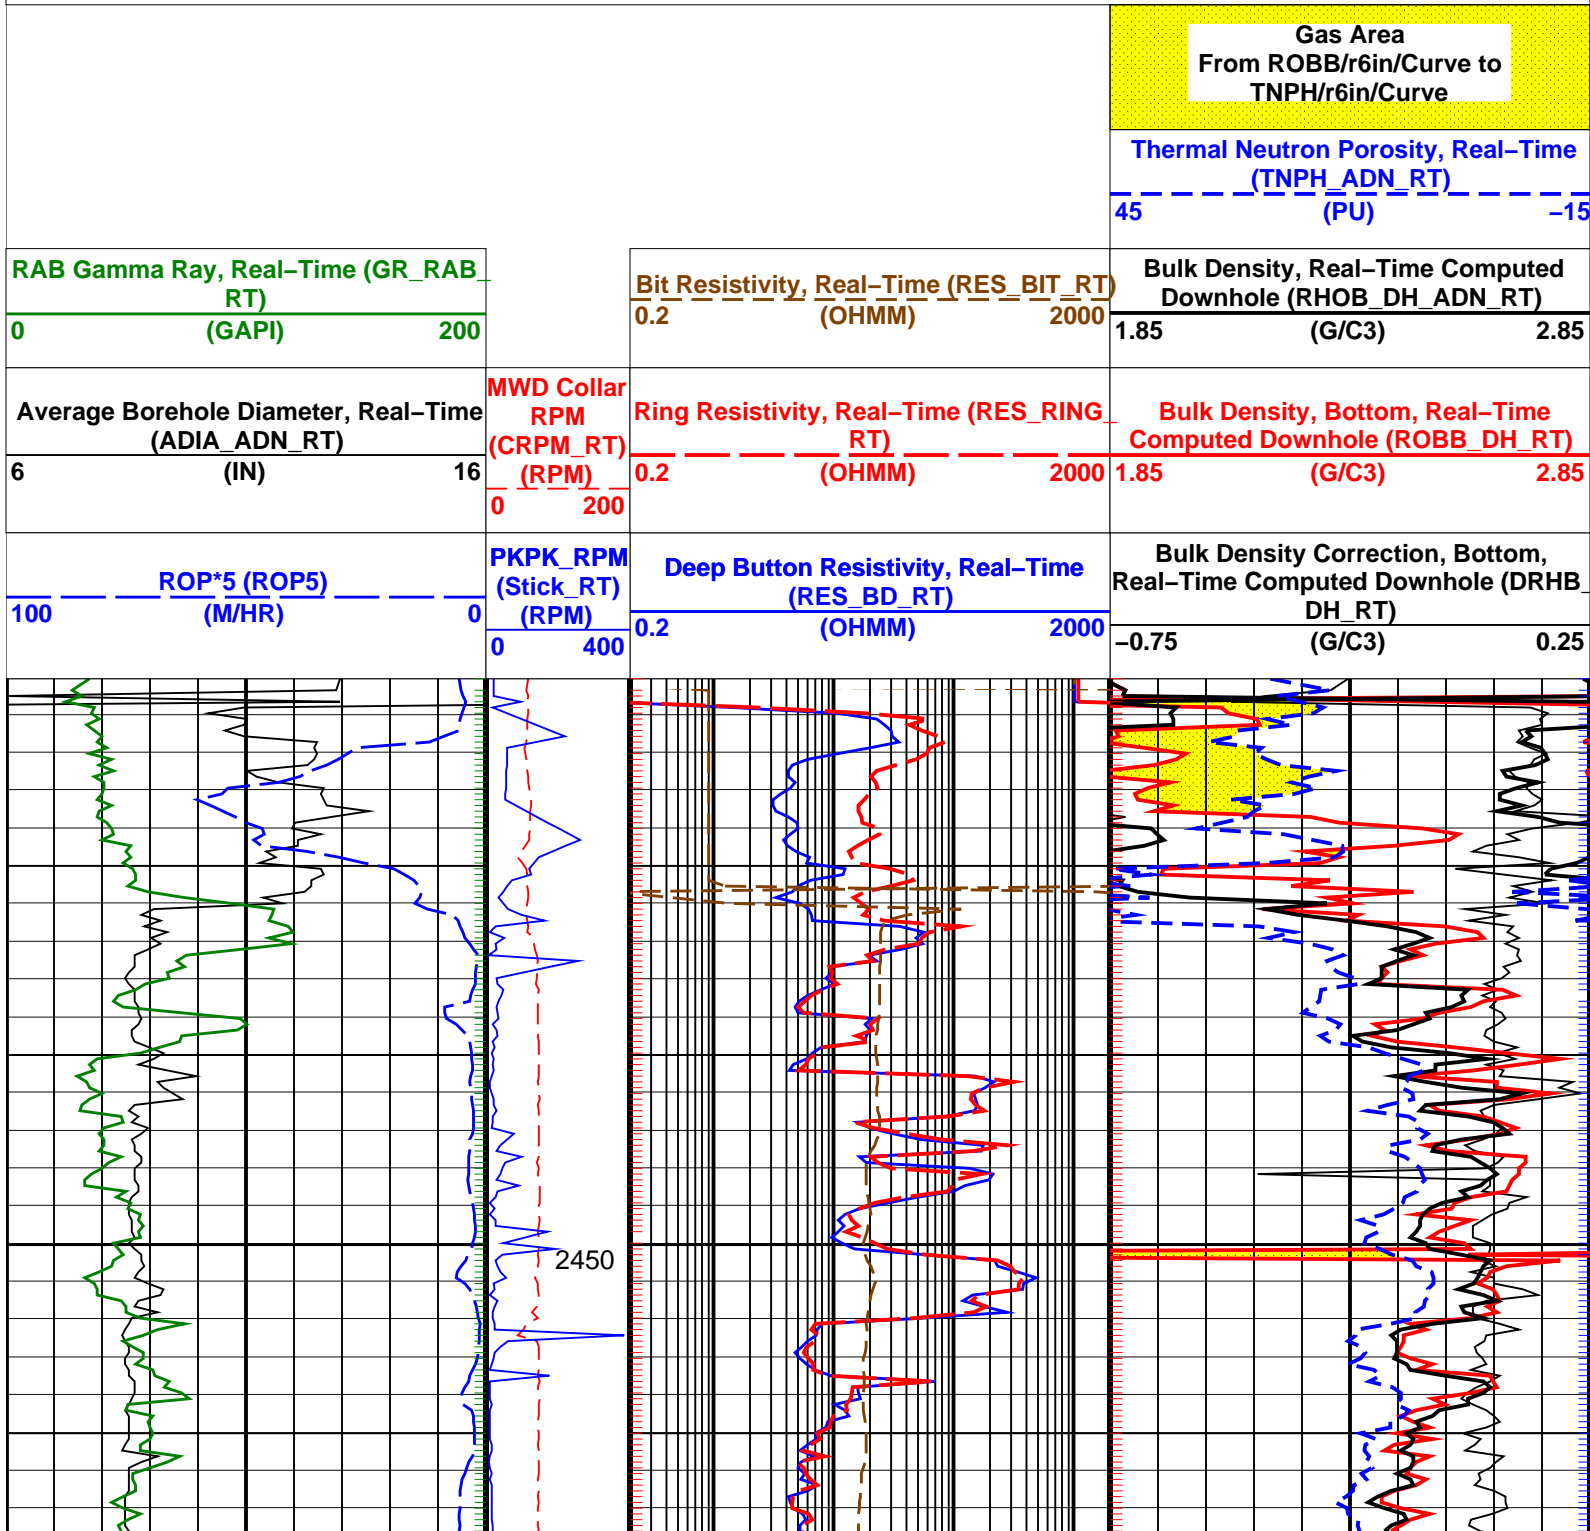 Gas Area
From ROBB/r6in/Curve to
TNPH/r6in/Curve
Thermal Neutron Porosity, Real−Time
(TNPH_ADN_RT)
45 (PU) −15
RAB Gamma Ray, Real−Time (GR_RAB_
RT)
0 (GAPI) 200
Bit Resistivity, Real−Time (RES_BIT_RT)
0.2 (OHMM) 2000
Bulk Density, Real−Time Computed
Downhole (RHOB_DH_ADN_RT)
1.85 (G/C3) 2.85
Average Borehole Diameter, Real−Time
(ADIA_ADN_RT)
6 (IN) 16
MWD Collar
RPM
(CRPM_RT)
(RPM)
0 200
Ring Resistivity, Real−Time (RES_RING_
RT)
0.2 (OHMM) 2000
Bulk Density, Bottom, Real−Time
Computed Downhole (ROBB_DH_RT)
1.85 (G/C3) 2.85
ROP*5 (ROP5)
100 (M/HR) 0
PKPK_RPM
(Stick_RT)
(RPM)
0 400
Deep Button Resistivity, Real−Time
(RES_BD_RT)
0.2 (OHMM) 2000
Bulk Density Correction, Bottom,
Real−Time Computed Downhole (DRHB_
DH_RT)
−0.75 (G/C3) 0.25
2450